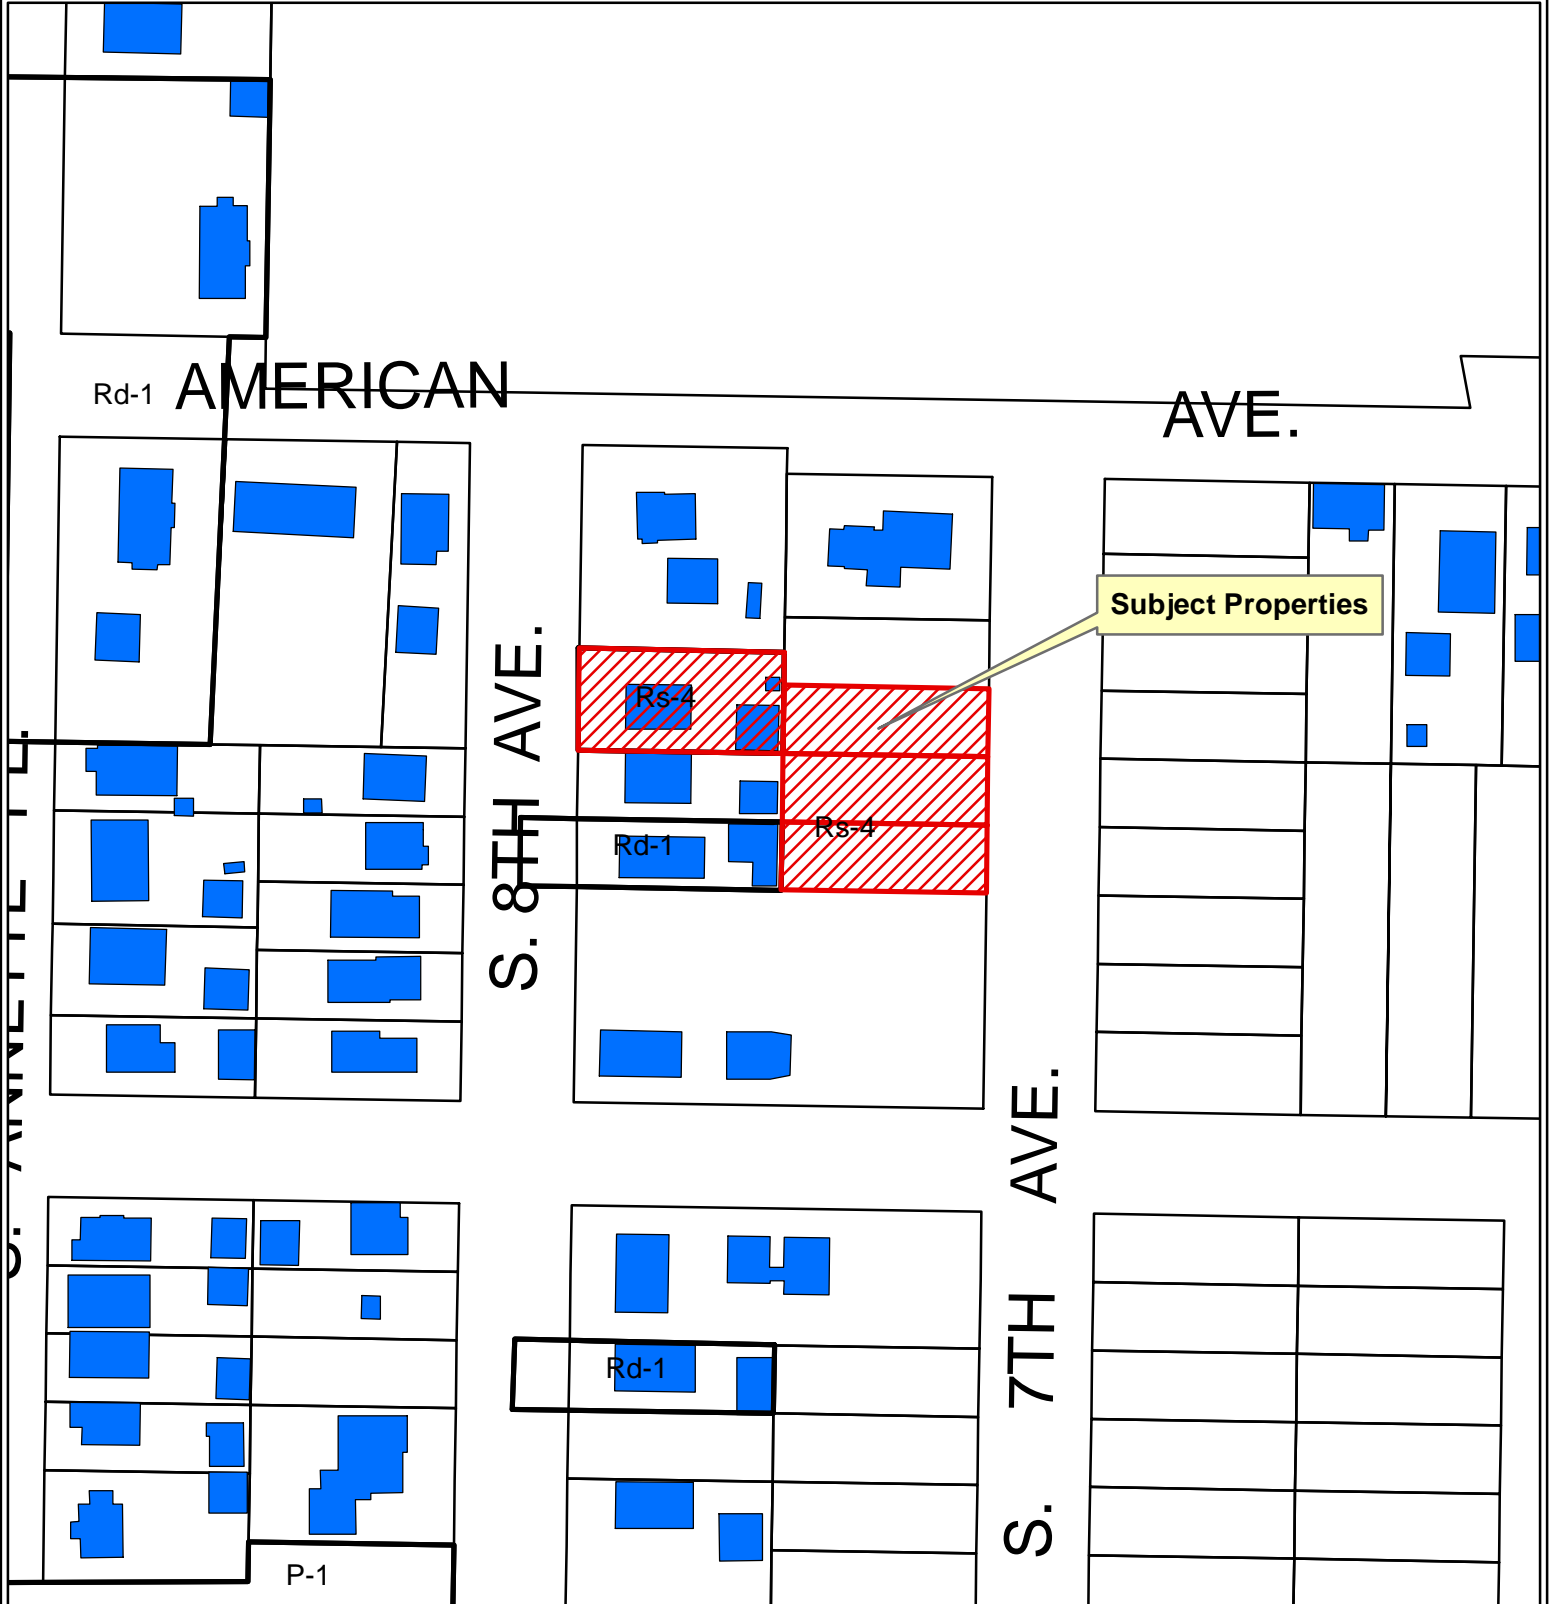 Rd-1
AMERICAN
AVE.
Subject Properties
Rs-4
Rs-4
Rd-1
S. 8TH AVE.
S. 7TH AVE.
Rd-1
P-1